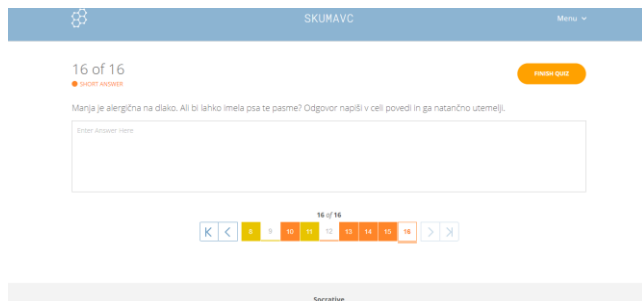 SKUMAVC
Menu
16 of 16
SHORT ANSWER
FINISH QUIZ
Manja je alergična na dlako. Ali bi lahko imela psa te pasme? Odgovor napiši v celi povedi in ga natančno utemelji.
Enter Answer Here
16 of 16
8 9 10 11 12 13 14 15 16
Socrative